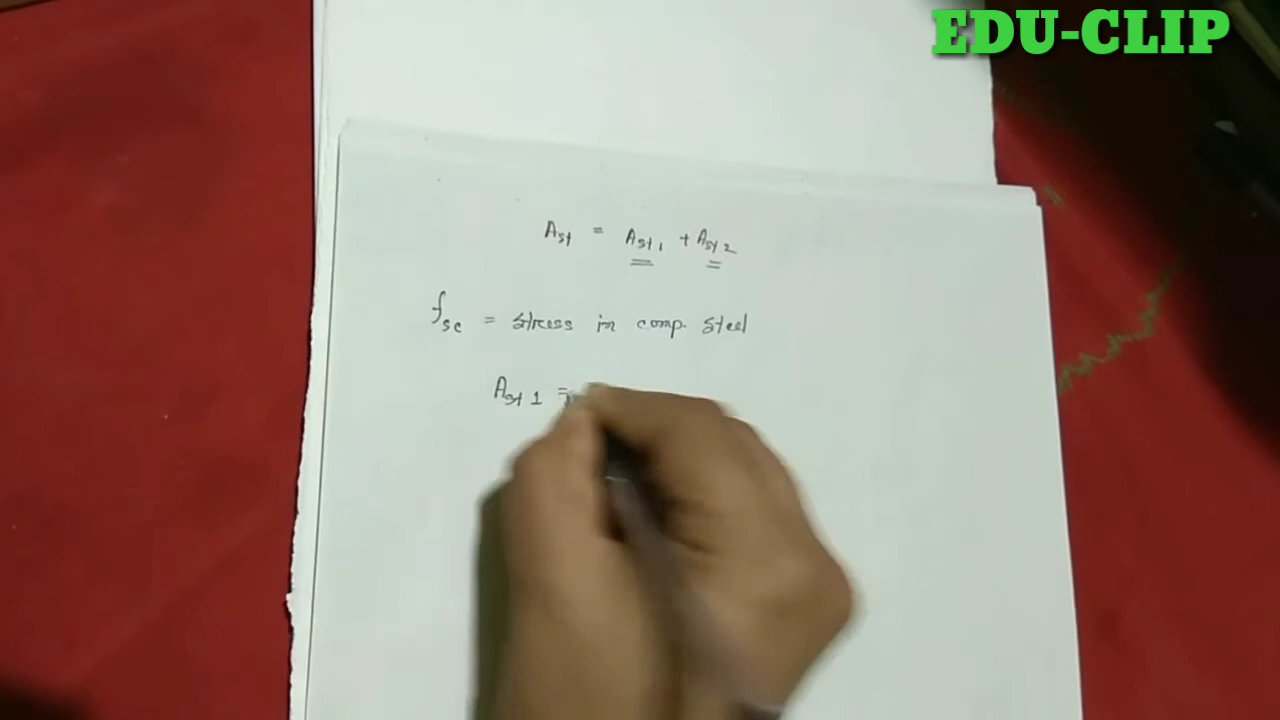 EDU-CLIP
Ast = Ast1 + Ast2
fsc = stress in comp. steel
Ast 1 =